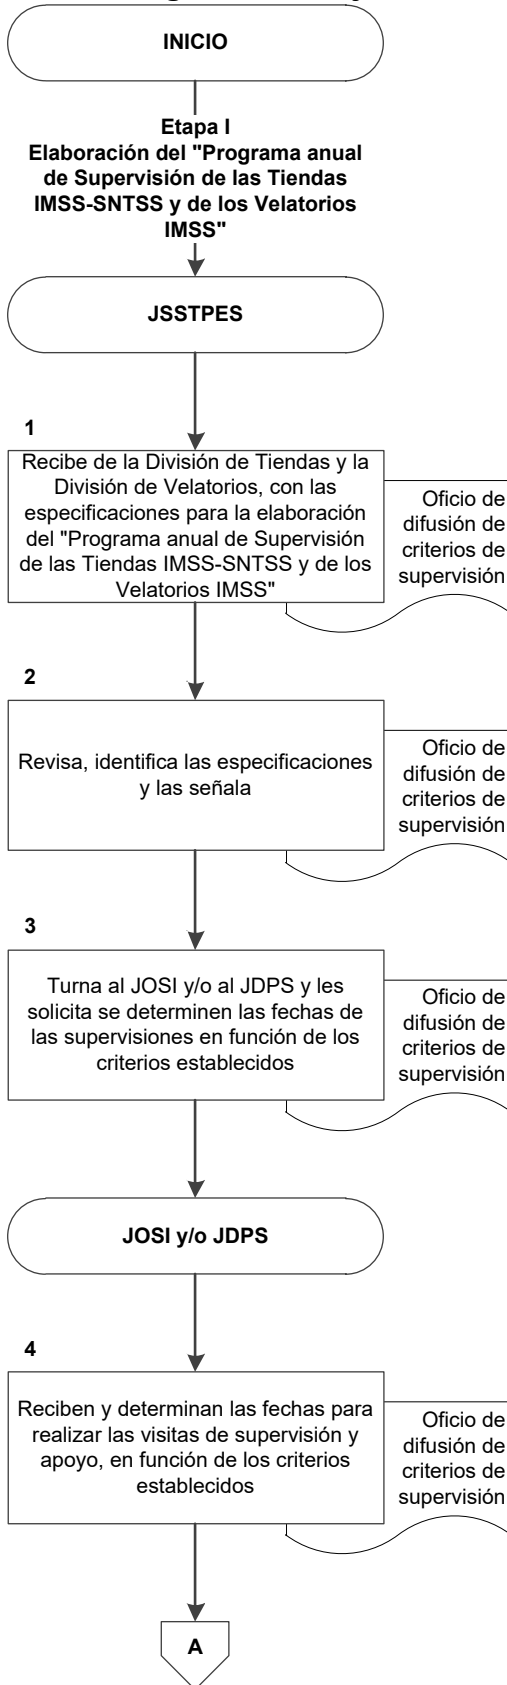 INICIO
Etapa I
Elaboración del "Programa anual
de Supervisión de las Tiendas
IMSS-SNTSS y de los Velatorios
IMSS"
JSSTPES
1
Recibe de la División de Tiendas y la
División de Velatorios, con las
especificaciones para la elaboración
del "Programa anual de Supervisión
de las Tiendas IMSS-SNTSS y de los
Velatorios IMSS"
Oficio de
difusión de
criterios de
supervisión
2
Revisa, identifica las especificaciones
y las señala
Oficio de
difusión de
criterios de
supervisión
3
Turna al JOSI y/o al JDPS y les
solicita se determinen las fechas de
las supervisiones en función de los
criterios establecidos
Oficio de
difusión de
criterios de
supervisión
JOSI y/o JDPS
4
Reciben y determinan las fechas para
realizar las visitas de supervisión y
apoyo, en función de los criterios
establecidos
Oficio de
difusión de
criterios de
supervisión
A